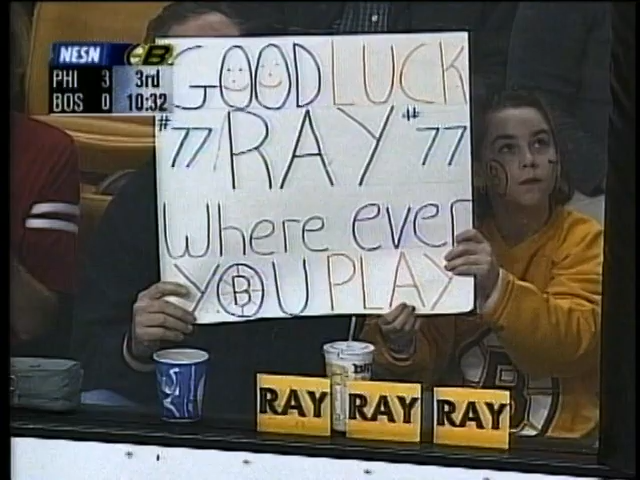 NESN B
PHI 3 3rd
BOS 0 10:32
GOOD LUCK
#77 RAY #77
Where ever
YOU PLAY
B
RAY RAY RAY
B